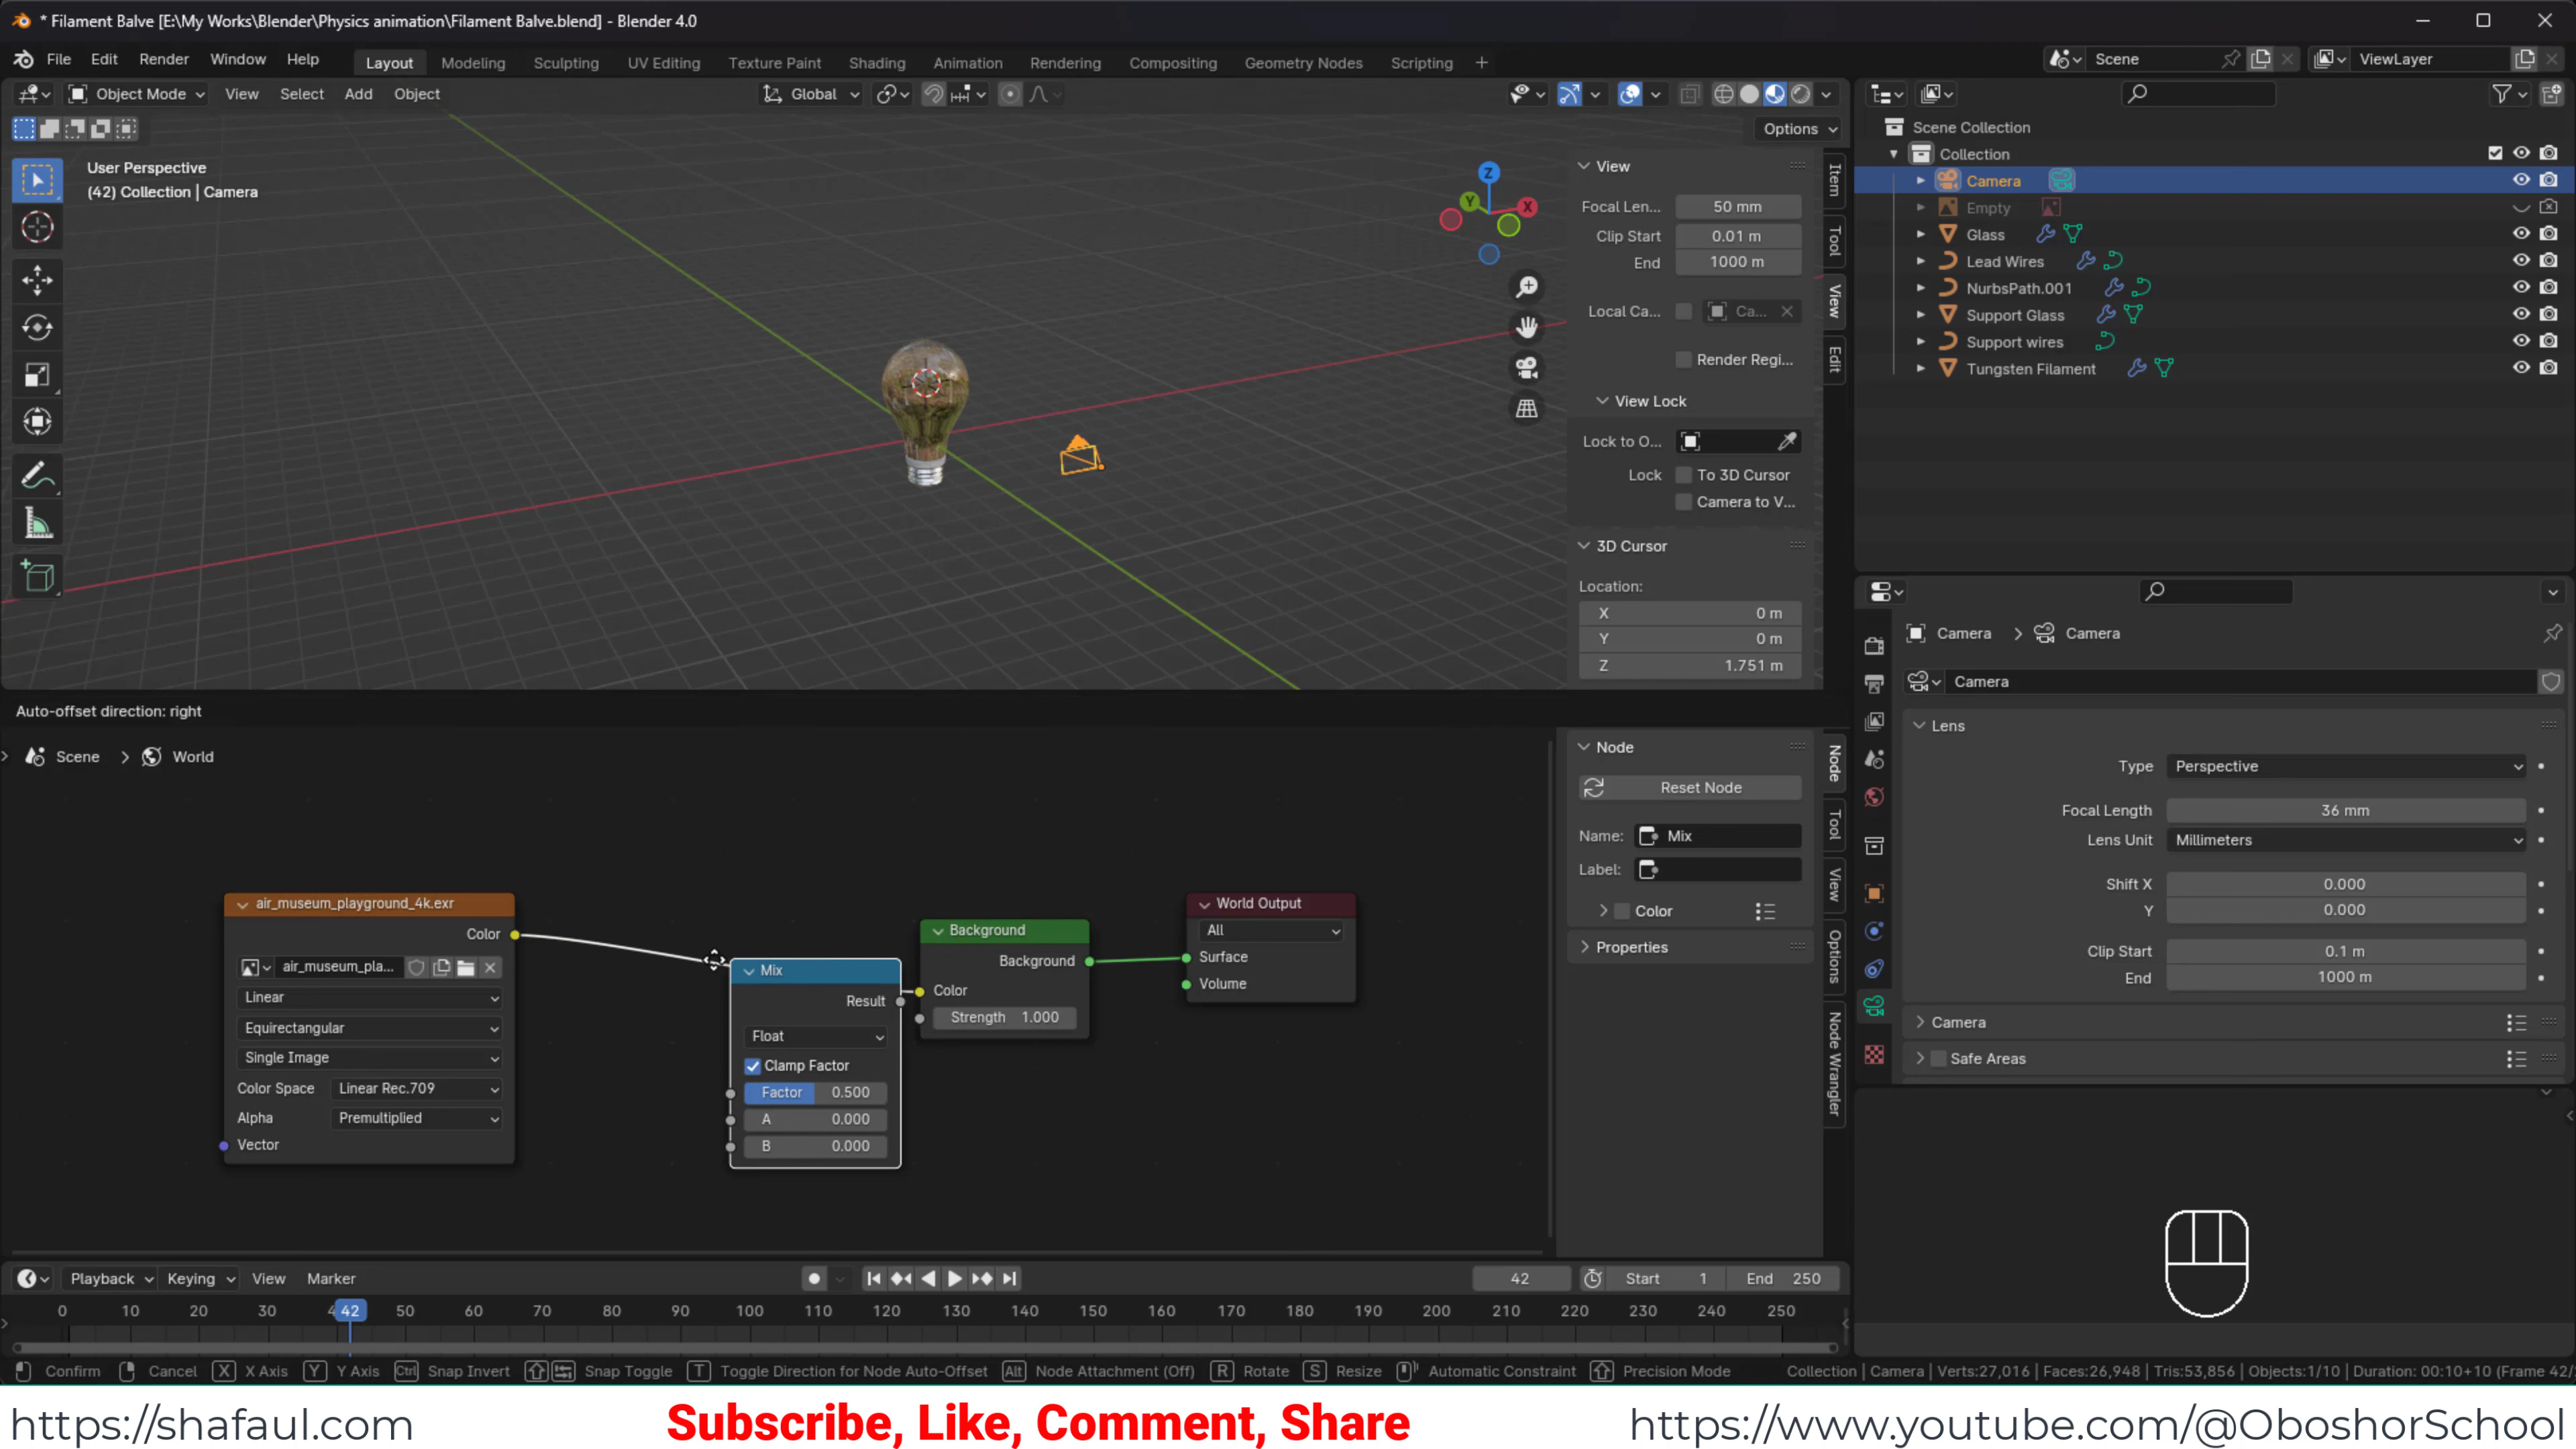 * Filament Balve [E:\My Works\Blender\Physics animation\Filament Balve.blend] - Blender 4.0
File Edit Render Window Help Layout Modeling Sculpting UV Editing Texture Paint Shading Animation Rendering Compositing Geometry Nodes Scripting + Scene ViewLayer
Object Mode View Select Add Object Global
Options
User Perspective
(42) Collection | Camera
Z
Y
X
View
Focal Len... 50 mm
Clip Start 0.01 m
End 1000 m
Local Ca... Ca...
Render Regi...
View Lock
Lock to O...
Lock To 3D Cursor
Camera to V...
3D Cursor
Location:
X 0 m
Y 0 m
Z 1.751 m
Item
Tool
View
Edit
Scene Collection
Collection
Camera
Empty
Glass
Lead Wires
NurbsPath.001
Support Glass
Support wires
Tungsten Filament
Camera > Camera
Camera
Lens
Type Perspective
Focal Length 36 mm
Lens Unit Millimeters
Shift X 0.000
Y 0.000
Clip Start 0.1 m
End 1000 m
Camera
Safe Areas
Auto-offset direction: right
Scene > World
air_museum_playground_4k.exr
Color
air_museum_pla...
Linear
Equirectangular
Single Image
Color Space Linear Rec.709
Alpha Premultiplied
Vector
Mix
Result
Float
Clamp Factor
Factor 0.500
A 0.000
B 0.000
Background
Background
Color
Strength 1.000
World Output
All
Surface
Volume
Node
Reset Node
Name: Mix
Label:
Color
Properties
Node
Tool
View
Options
Node Wrangler
Playback Keying View Marker 42 Start 1 End 250
0 10 20 30 4 42 50 60 70 80 90 100 110 120 130 140 150 160 170 180 190 200 210 220 230 240 250
Confirm Cancel X X Axis Y Y Axis Ctrl Snap Invert Snap Toggle T Toggle Direction for Node Auto-Offset Alt Node Attachment (Off) R Rotate S Resize Automatic Constraint Precision Mode Collection | Camera | Verts:27,016 | Faces:26,948 | Tris:53,856 | Objects:1/10 | Duration: 00:10+10 (Frame 42/
https://shafaul.com
Subscribe, Like, Comment, Share
https://www.youtube.com/@OboshorSchool